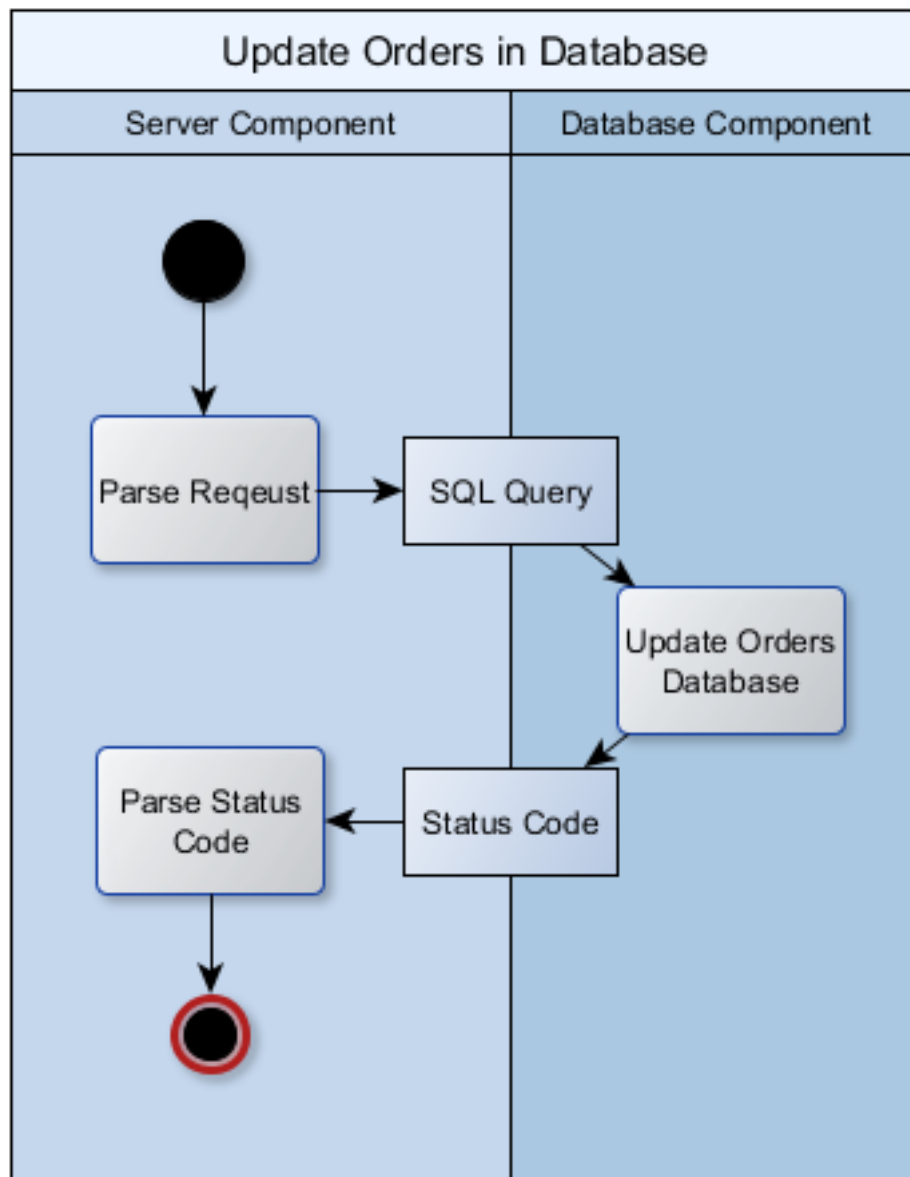 Update Orders in Database
Server Component
Database Component
Parse Reqeust
SQL Query
Update Orders
Database
Parse Status
Code
Status Code